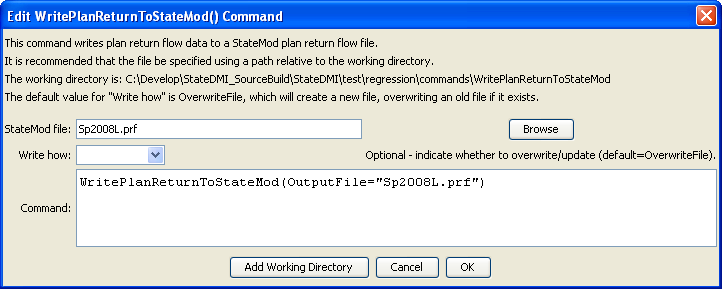 Edit WritePlanReturnToStateMod() Command
This command writes plan return flow data to a StateMod plan return flow file.
It is recommended that the file be specified using a path relative to the working directory.
The working directory is: C:\Develop\StateDMI_SourceBuild\StateDMI\test\regression\commands\WritePlanReturnToStateMod
The default value for "Write how" is OverwriteFile, which will create a new file, overwriting an old file if it exists.
StateMod file: Sp2008L.prf Browse
Write how: Optional - indicate whether to overwrite/update (default=OverwriteFile).
WritePlanReturnToStateMod(OutputFile="Sp2008L.prf")
Command:
Add Working Directory Cancel OK